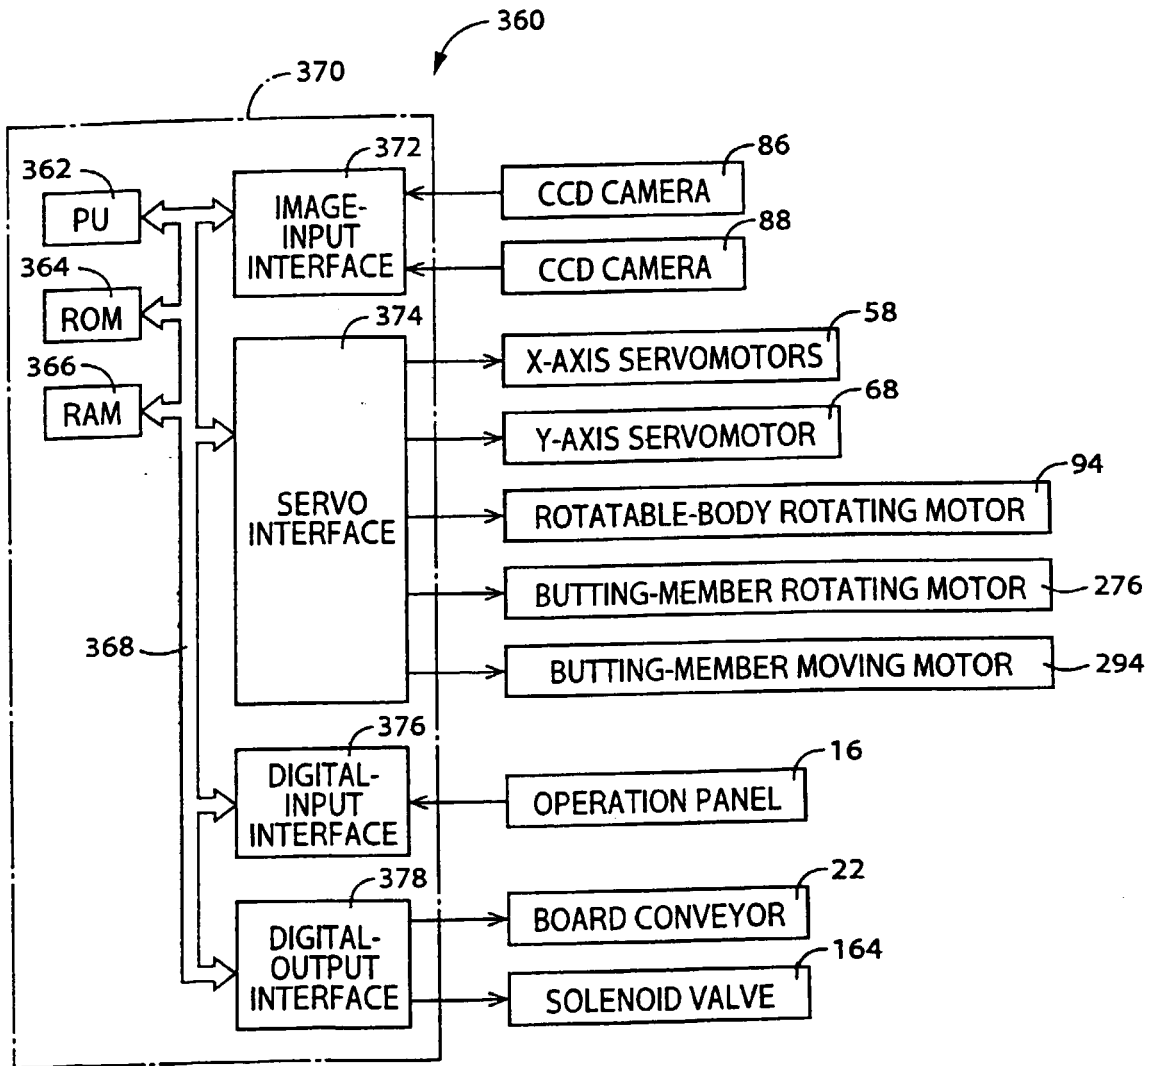 360
370
362
PU
372
IMAGE-
INPUT
INTERFACE
86
CCD CAMERA
88
CCD CAMERA
364
ROM
366
RAM
374
SERVO
INTERFACE
58
X-AXIS SERVOMOTORS
68
Y-AXIS SERVOMOTOR
94
ROTATABLE-BODY ROTATING MOTOR
BUTTING-MEMBER ROTATING MOTOR
276
BUTTING-MEMBER MOVING MOTOR
294
368
376
DIGITAL-
INPUT
INTERFACE
16
OPERATION PANEL
378
DIGITAL-
OUTPUT
INTERFACE
22
BOARD CONVEYOR
164
SOLENOID VALVE